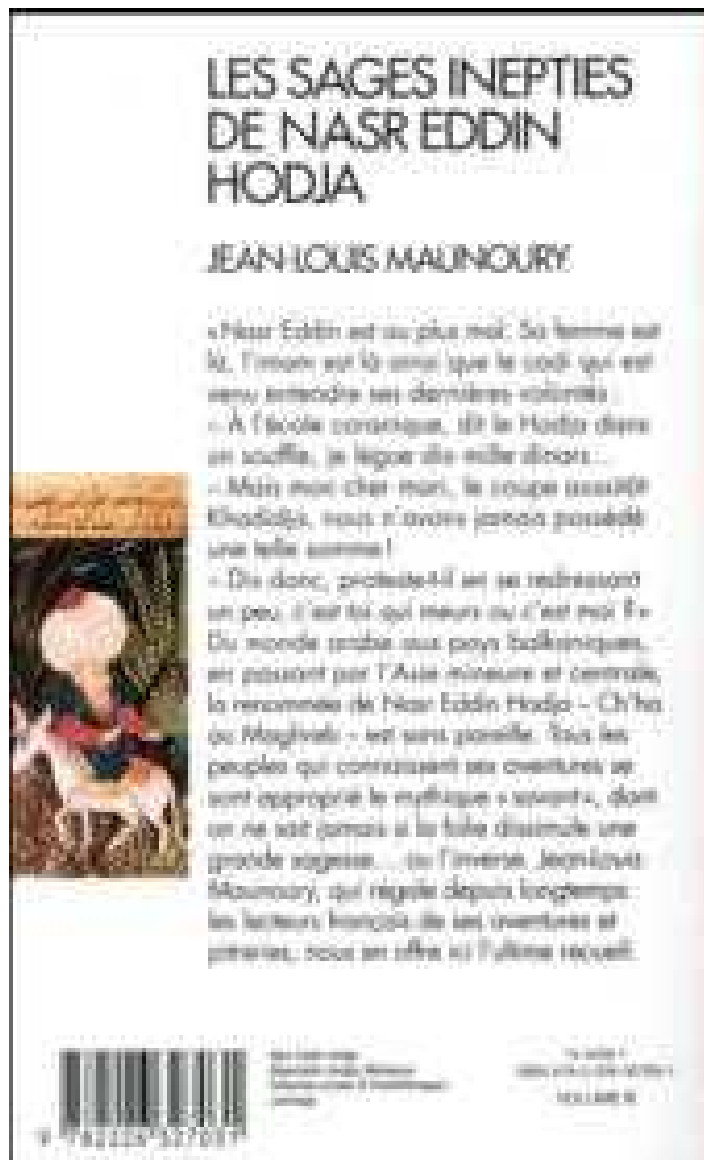 LES SAGES INEPTIES
DE NASR EDDIN
HODJA
JEAN-LOUIS MAUNOURY
« Nasr Eddin est au plus mal. Sa femme est
là, l'imam est là ainsi que le cadi qui est
venu entendre ses dernières volontés :
– À l'école coranique, dit le Hodja dans
un souffle, je lègue dix mille dinars…
– Mais mon cher mari, le coupe aussitôt
Khadidja, nous n'avons jamais possédé
une telle somme !
– Dis donc, proteste-t-il en se redressant
un peu, c'est toi qui meurs ou c'est moi ? »
Du monde arabe aux pays balkaniques,
en passant par l'Asie mineure et centrale,
la renommée de Nasr Eddin Hodja – Ch'ha
au Maghreb – est sans pareille. Tous les
peuples qui connaissent ses aventures se
sont approprié le mythique « savant », dont
on ne sait jamais si la folie dissimule une
grande sagesse… ou l'inverse. Jean-Louis
Maunoury, qui régale depuis longtemps
les lecteurs français de ses aventures et
pitreries, nous en offre ici l'ultime recueil.